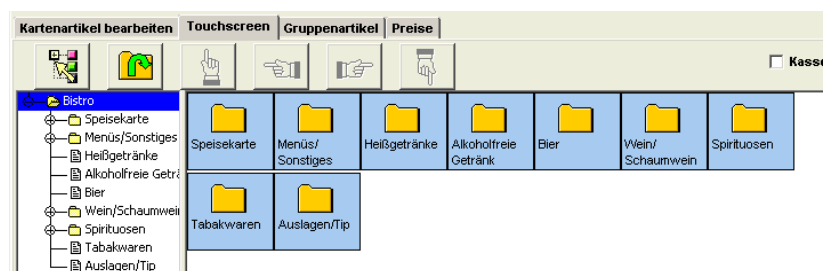 Kartenartikel bearbeiten Touchscreen Gruppenartikel Preise
Kasse
Bistro
Speisekarte
Menüs/Sonstiges
Heißgetränke
Alkoholfreie Geträ
Bier
Wein/Schaumwei
Spirituosen
Tabakwaren
Auslagen/Tip
Speisekarte
Menüs/
Sonstiges
Heißgetränke
Alkoholfreie
Getränk
Bier
Wein/
Schaumwein
Spirituosen
Tabakwaren
Auslagen/Tip